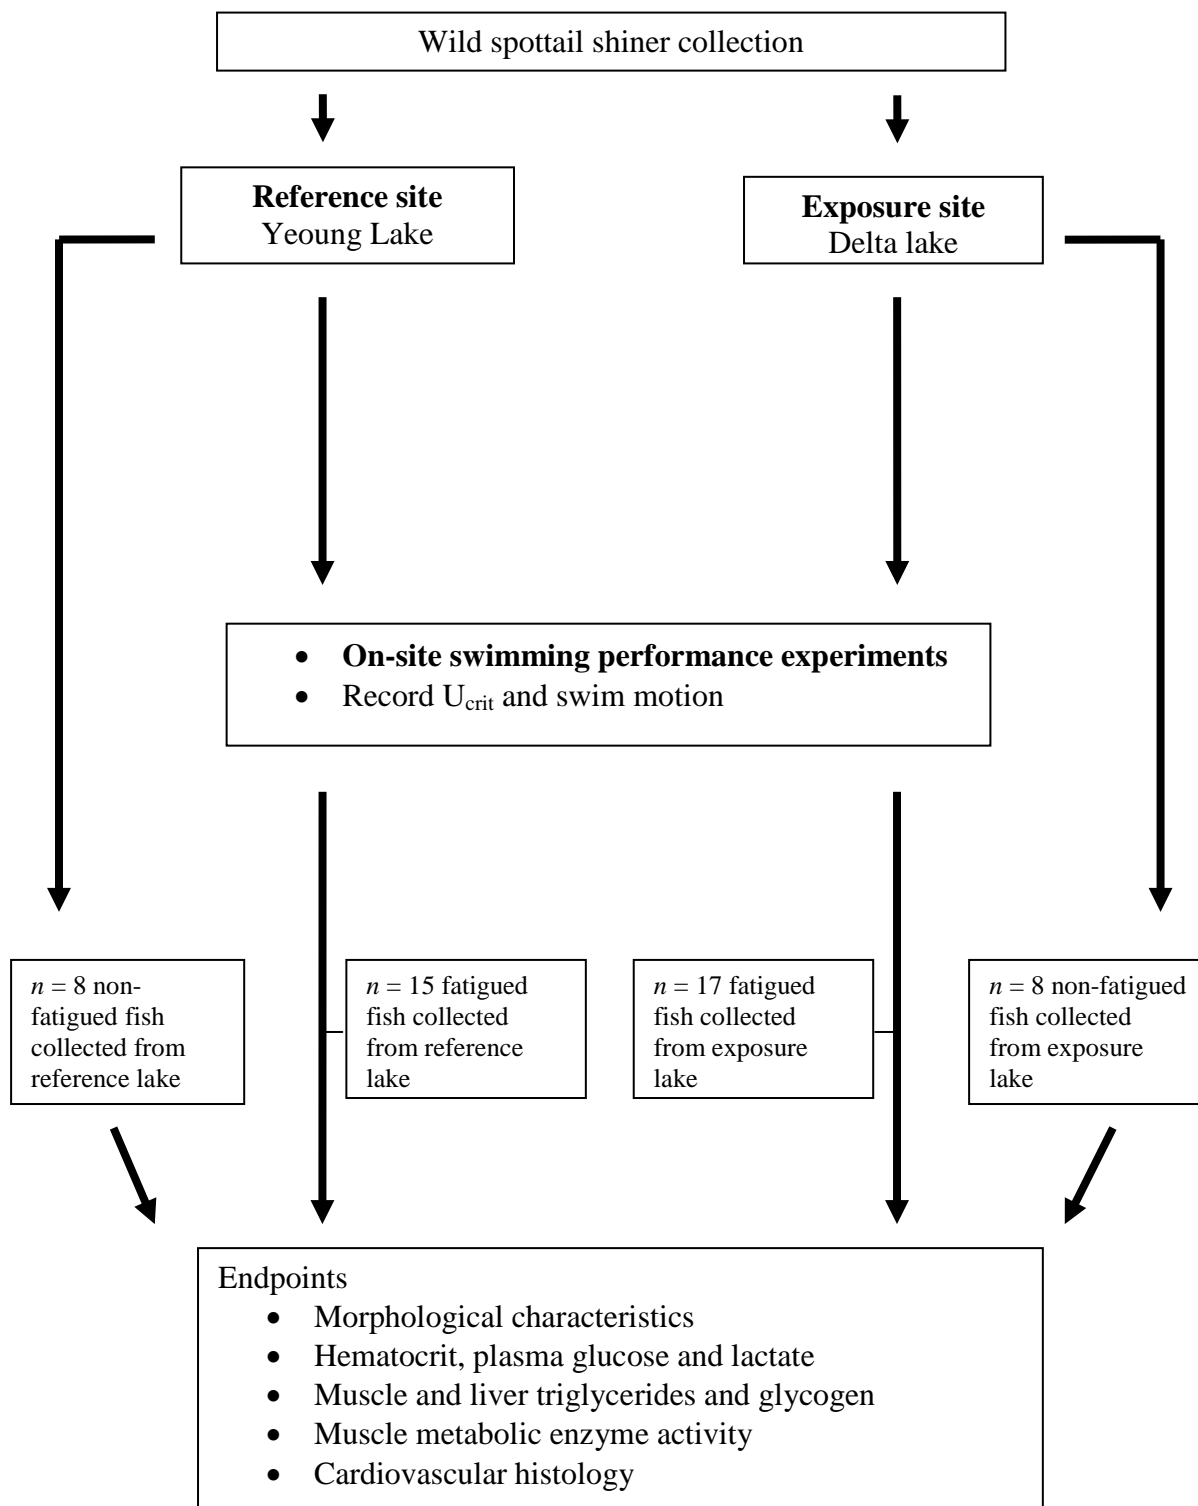 Wild spottail shiner collection
Reference site
Yeoung Lake
Exposure site
Delta lake
• On-site swimming performance experiments
• Record Ucrit and swim motion
n = 8 non-
fatigued fish
collected from
reference lake
n = 15 fatigued
fish collected
from reference
lake
n = 17 fatigued
fish collected
from exposure
lake
n = 8 non-fatigued
fish collected
from exposure
lake
Endpoints
• Morphological characteristics
• Hematocrit, plasma glucose and lactate
• Muscle and liver triglycerides and glycogen
• Muscle metabolic enzyme activity
• Cardiovascular histology